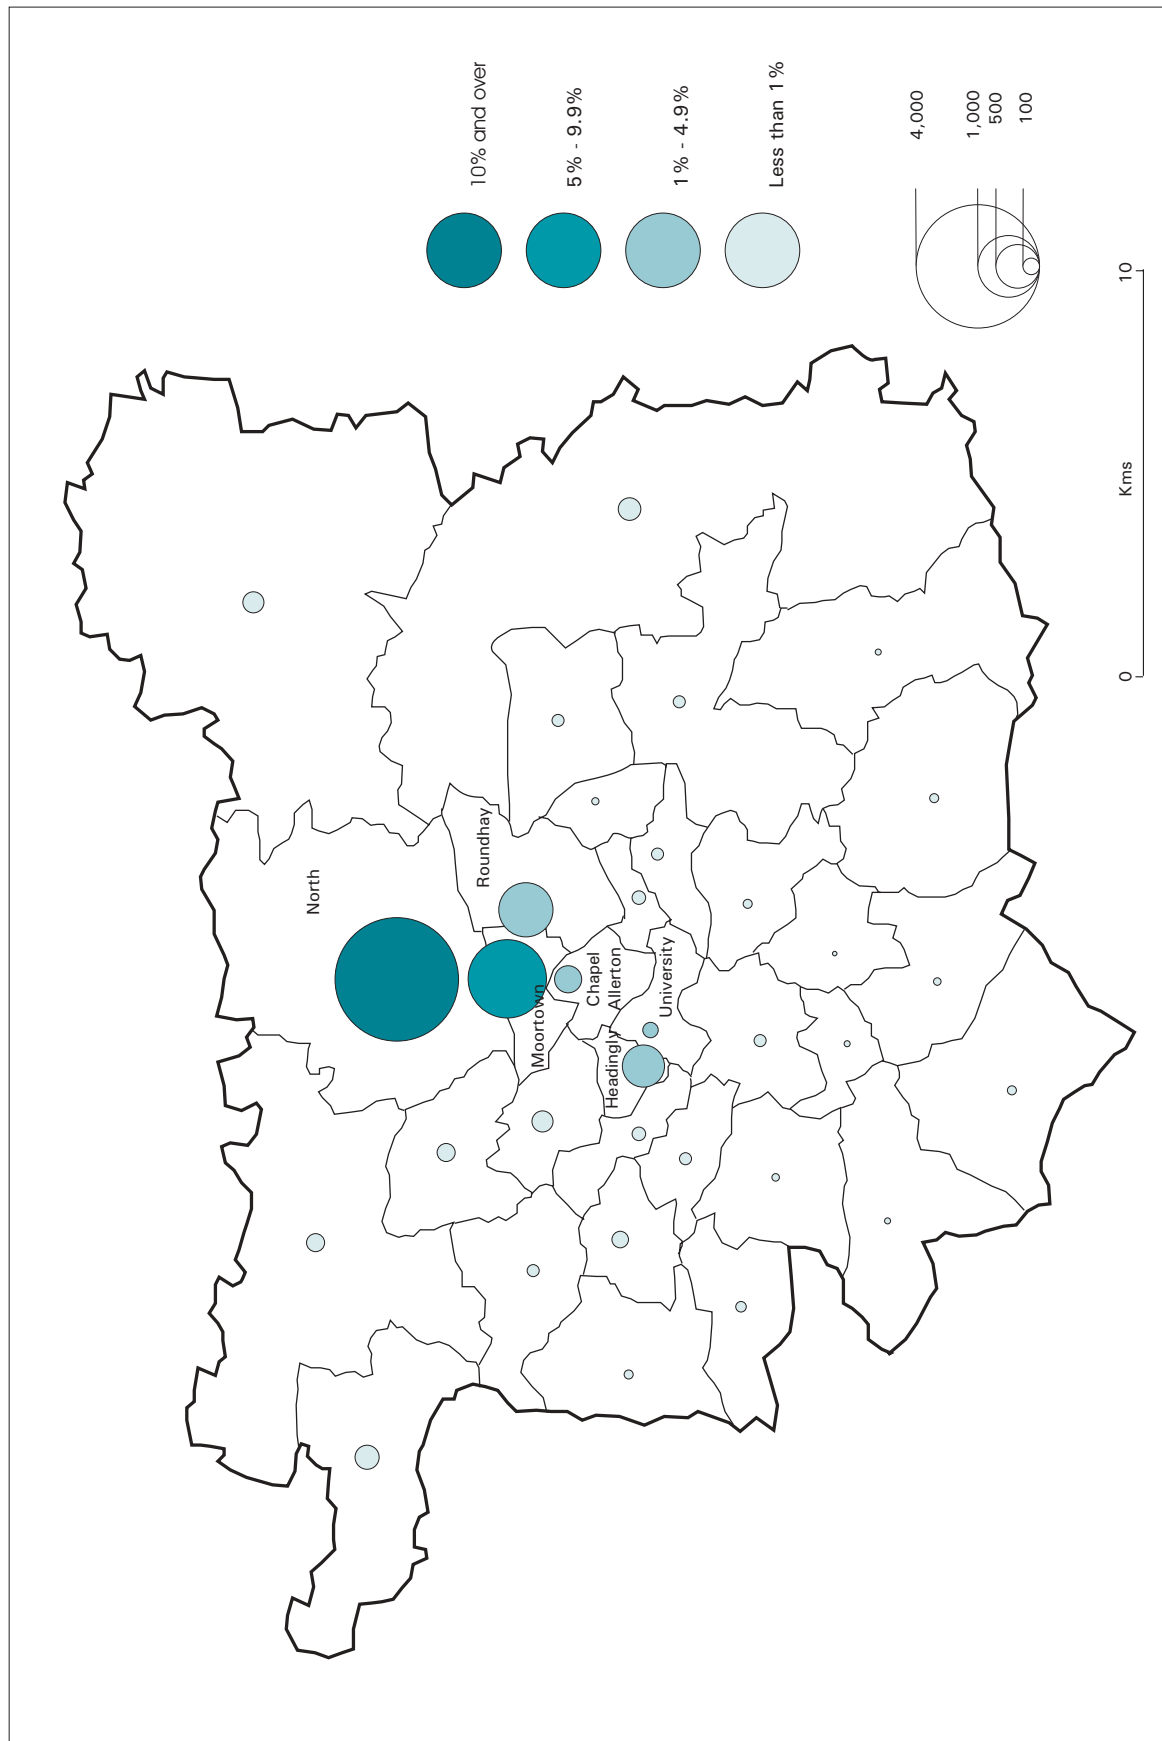 10% and over
5% - 9.9%
1% - 4.9%
Less than 1%
4,000
1,000
500
100
North
Roundhay
Moortown
Chapel
Allerton
University
Headingly
0
Kms
10